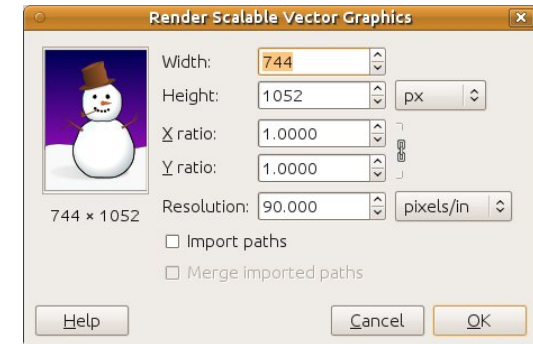 Render Scalable Vector Graphics
Width: 744
Height: 1052 px
X ratio: 1.0000
Y ratio: 1.0000
744 × 1052
Resolution: 90.000 pixels/in
Import paths
Merge imported paths
Help Cancel OK